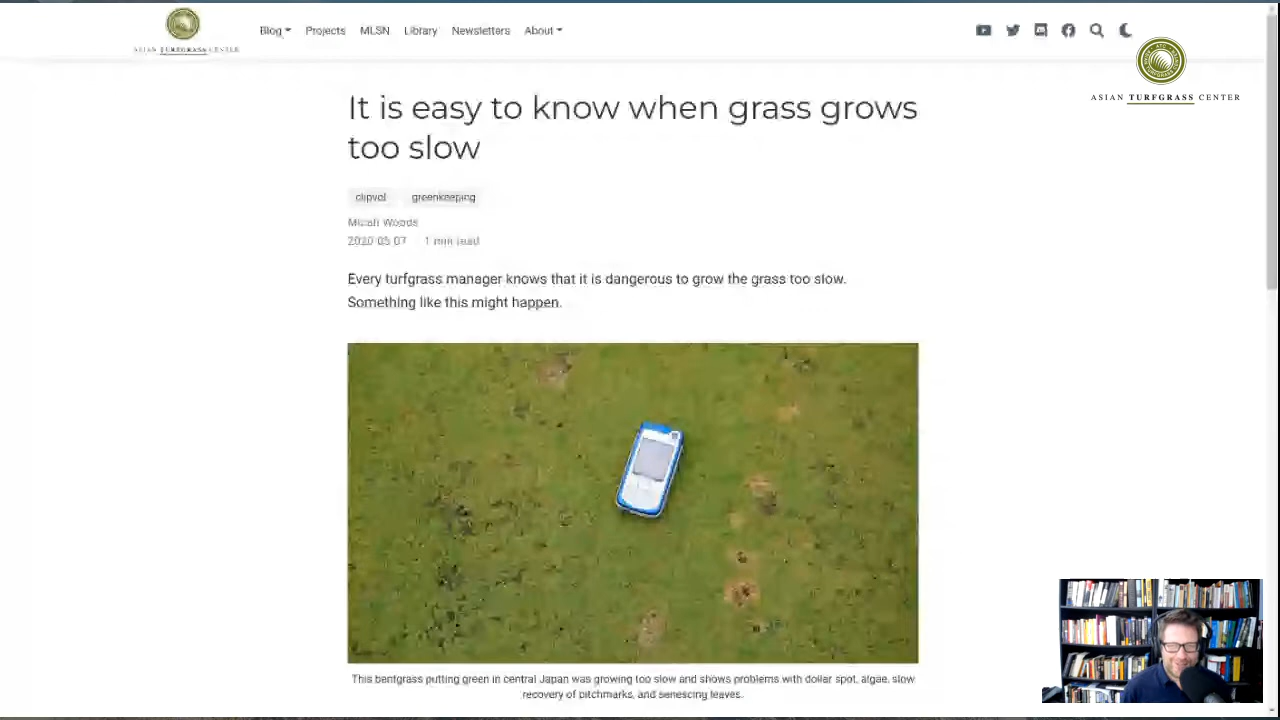 Blog Projects MLSN Library Newsletters About
ASIAN TURFGRASS CENTER
ASIAN TURFGRASS CENTER
It is easy to know when grass grows
too slow
clipvol greenkeeping
Micah Woods
2020 05 07 1 min read
Every turfgrass manager knows that it is dangerous to grow the grass too slow.
Something like this might happen.
This bentgrass putting green in central Japan was growing too slow and shows problems with dollar spot, algae, slow
recovery of pitchmarks, and senescing leaves.